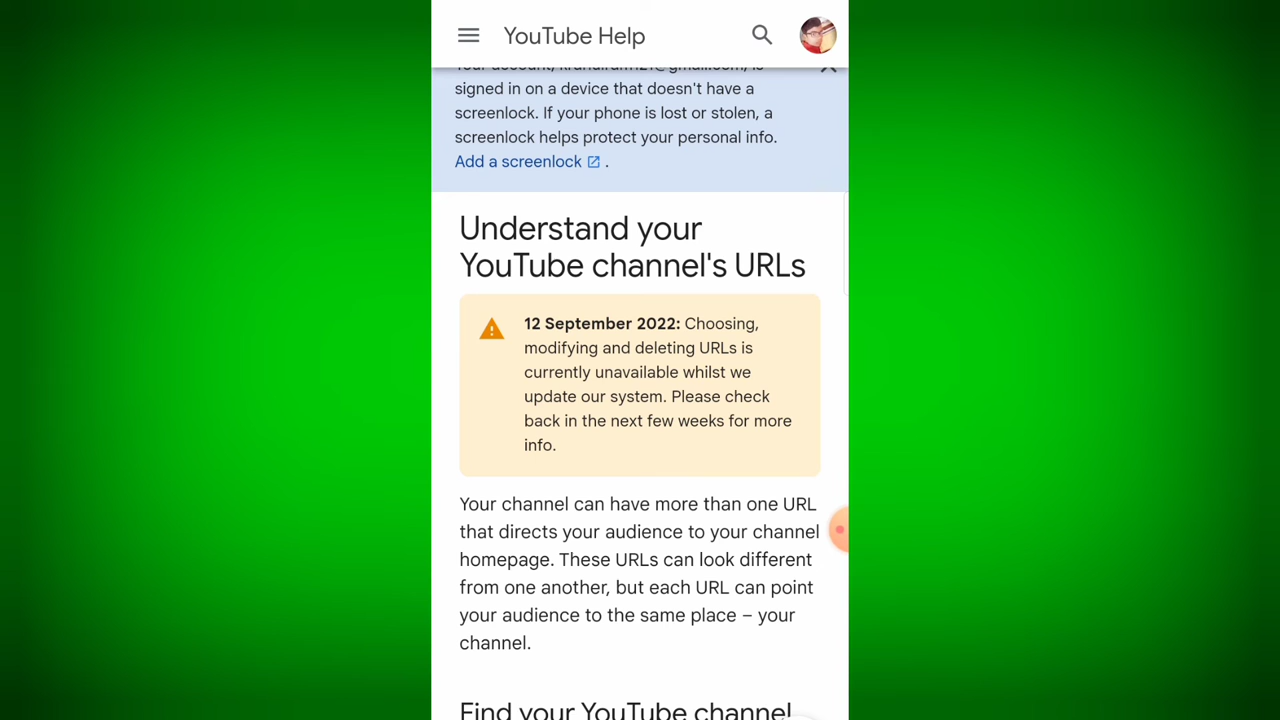 YouTube Help
signed in on a device that doesn't have a
screenlock. If your phone is lost or stolen, a
screenlock helps protect your personal info.
Add a screenlock .
Understand your
YouTube channel's URLs
12 September 2022: Choosing,
modifying and deleting URLs is
currently unavailable whilst we
update our system. Please check
back in the next few weeks for more
info.
Your channel can have more than one URL
that directs your audience to your channel
homepage. These URLs can look different
from one another, but each URL can point
your audience to the same place – your
channel.
Find your YouTube channel